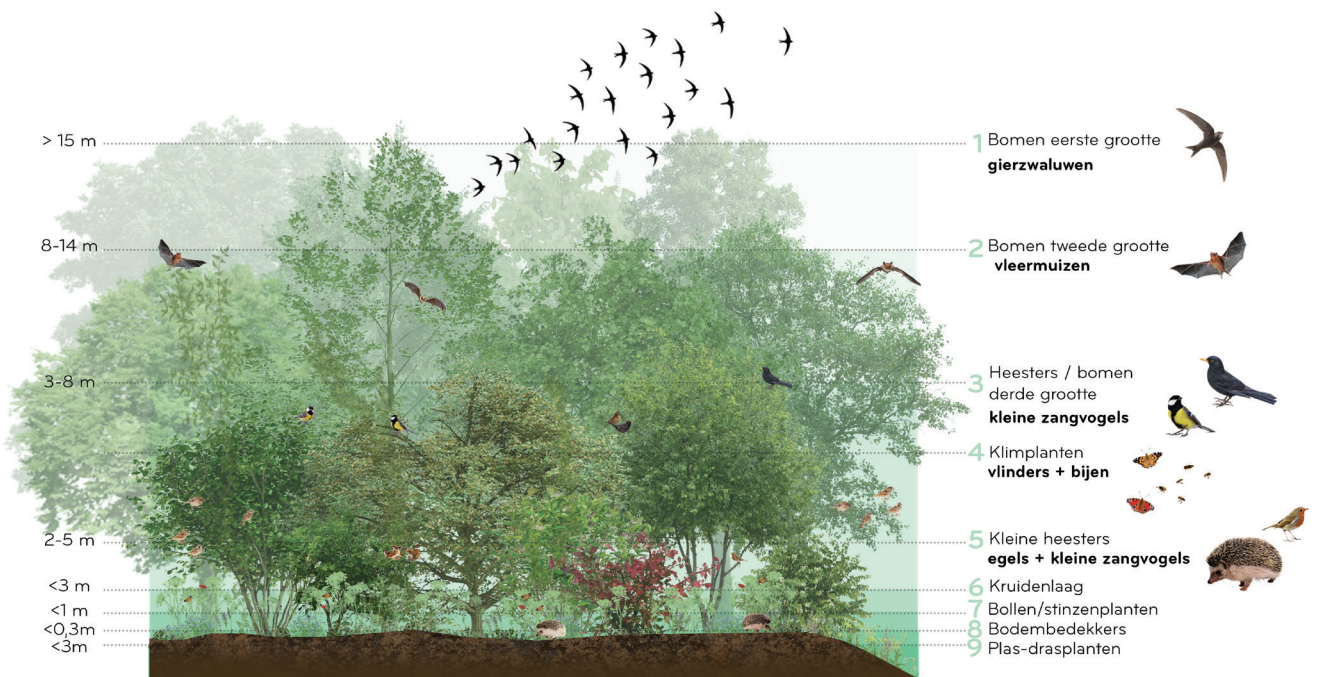 > 15 m
1 Bomen eerste grootte
gierzwaluwen
8-14 m
2 Bomen tweede grootte
vleermuizen
3-8 m
3 Heesters / bomen
derde grootte
kleine zangvogels
4 Klimplanten
vlinders + bijen
2-5 m
5 Kleine heesters
egels + kleine zangvogels
<3 m
6 Kruidenlaag
<1 m
7 Bollen/stinzenplanten
<0,3m
8 Bodembedekkers
<3m
9 Plas-drasplanten